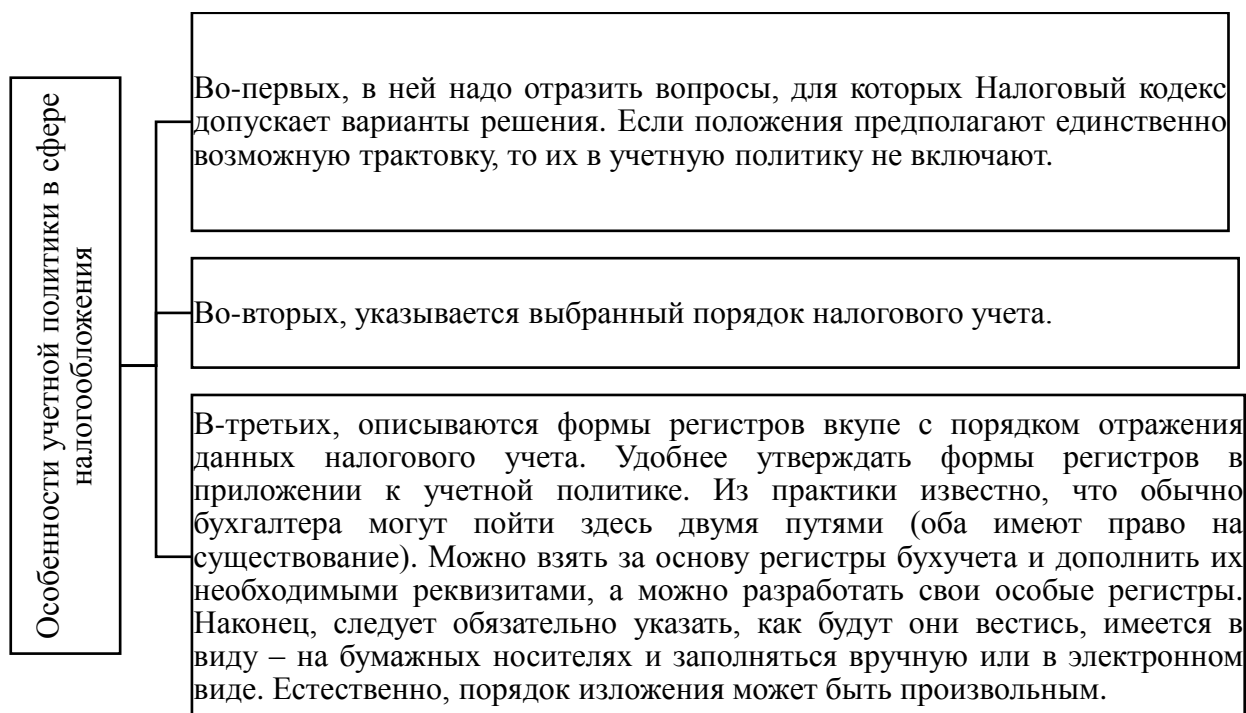 Особенности учетной политики в сфере
налогообложения
Во-первых, в ней надо отразить вопросы, для которых Налоговый кодекс
допускает варианты решения. Если положения предполагают единственно
возможную трактовку, то их в учетную политику не включают.
Во-вторых, указывается выбранный порядок налогового учета.
В-третьих, описываются формы регистров вкупе с порядком отражения
данных налогового учета. Удобнее утверждать формы регистров в
приложении к учетной политике. Из практики известно, что обычно
бухгалтера могут пойти здесь двумя путями (оба имеют право на
существование). Можно взять за основу регистры бухучета и дополнить их
необходимыми реквизитами, а можно разработать свои особые регистры.
Наконец, следует обязательно указать, как будут они вестись, имеется в
виду – на бумажных носителях и заполняться вручную или в электронном
виде. Естественно, порядок изложения может быть произвольным.